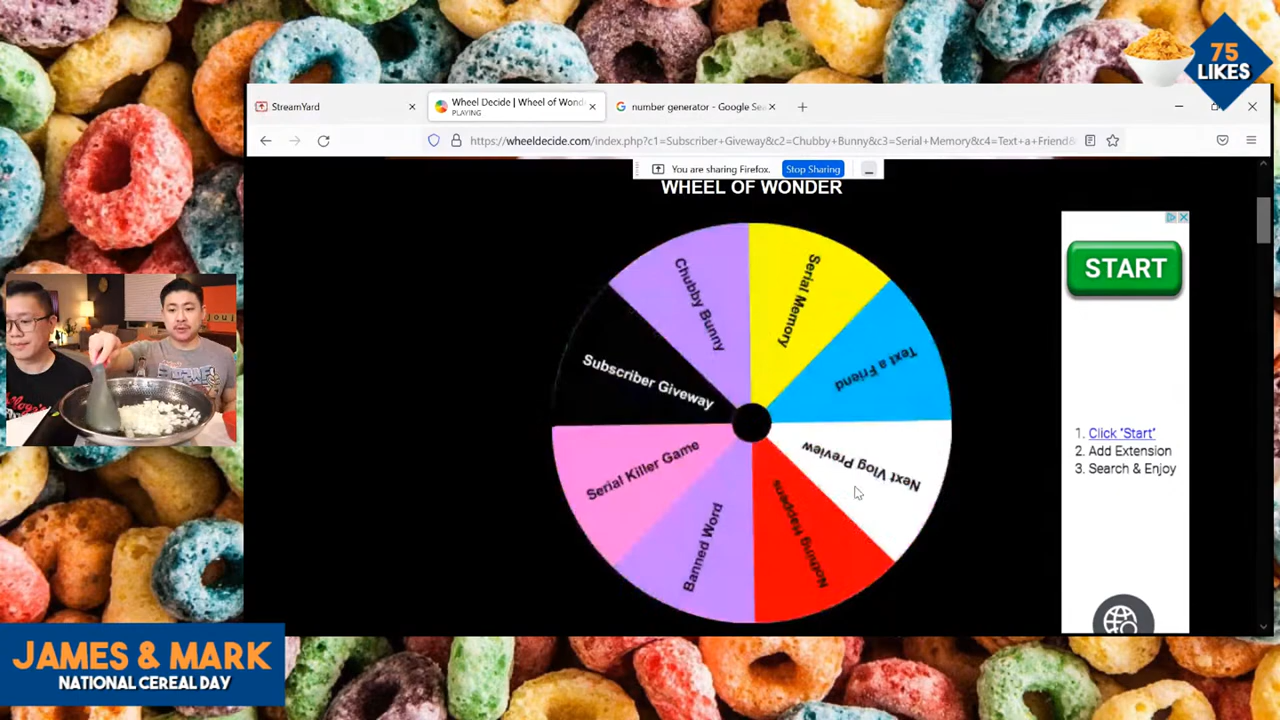 75
LIKES
StreamYard
Wheel Decide | Wheel of Wond
PLAYING
number generator - Google Sea
https://wheeldecide.com/index.php?c1=Subscriber+Giveway&c2=Chubby+Bunny&c3=Serial+Memory&c4=Text+a+Friend&
You are sharing Firefox.
Stop Sharing
WHEEL OF WONDER
Chubby Bunny
Serial Memory
Subscriber Giveway
Text a Friend
Serial Killer Game
Next Vlog Preview
Banned Word
Nothing Happens
START
1. Click "Start"
2. Add Extension
3. Search & Enjoy
JAMES & MARK
NATIONAL CEREAL DAY